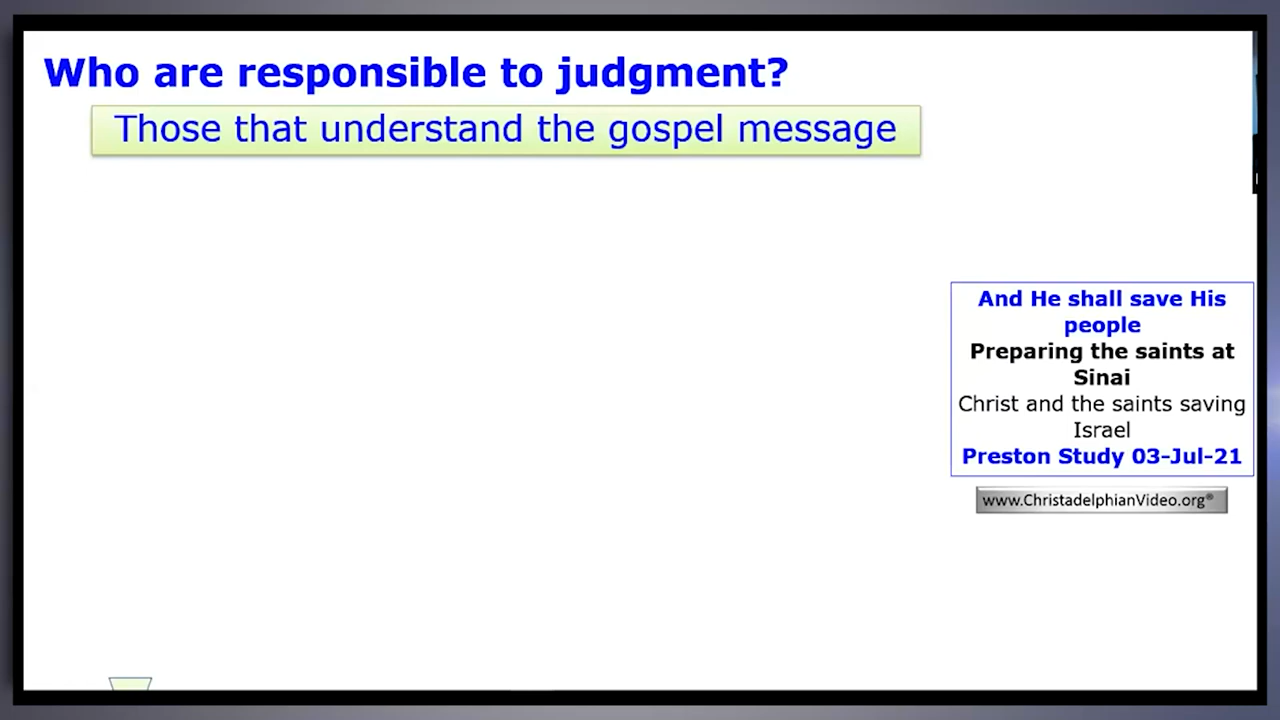 Who are responsible to judgment?
Those that understand the gospel message
And He shall save His
people
Preparing the saints at
Sinai
Christ and the saints saving
Israel
Preston Study 03-Jul-21
www.ChristadelphianVideo.org®